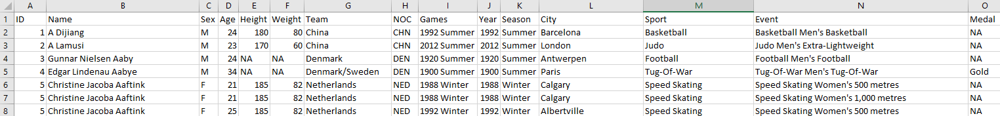 A B C D E F G H I J K L M N O
1 ID Name Sex Age Height Weight Team NOC Games Year Season City Sport Event Medal
2 1 A Dijiang M 24 180 80 China CHN 1992 Summer 1992 Summer Barcelona Basketball Basketball Men's Basketball NA
3 2 A Lamusi M 23 170 60 China CHN 2012 Summer 2012 Summer London Judo Judo Men's Extra-Lightweight NA
4 3 Gunnar Nielsen Aaby M 24 NA NA Denmark DEN 1920 Summer 1920 Summer Antwerpen Football Football Men's Football NA
5 4 Edgar Lindenau Aabye M 34 NA NA Denmark/Sweden DEN 1900 Summer 1900 Summer Paris Tug-Of-War Tug-Of-War Men's Tug-Of-War Gold
6 5 Christine Jacoba Aaftink F 21 185 82 Netherlands NED 1988 Winter 1988 Winter Calgary Speed Skating Speed Skating Women's 500 metres NA
7 5 Christine Jacoba Aaftink F 21 185 82 Netherlands NED 1988 Winter 1988 Winter Calgary Speed Skating Speed Skating Women's 1,000 metres NA
8 5 Christine Jacoba Aaftink F 25 185 82 Netherlands NED 1992 Winter 1992 Winter Albertville Speed Skating Speed Skating Women's 500 metres NA